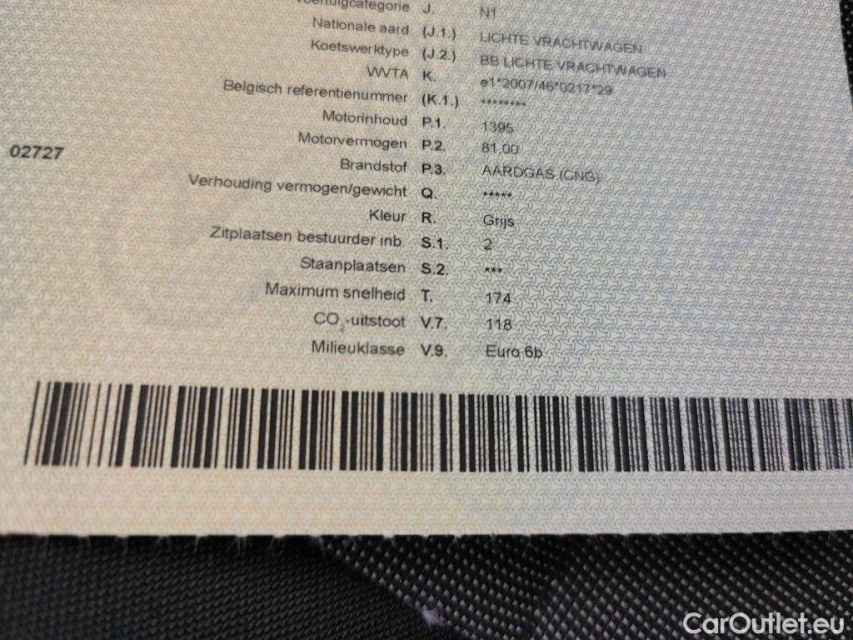 Voertuigcategorie J. N1
Nationale aard (J.1.) LICHTE VRACHTWAGEN
Koetswerktype (J.2.) BB LICHTE VRACHTWAGEN
WVTA K. e1*2007/46*0217*29
Belgisch referentienummer (K.1.) ********
Motorinhoud P.1. 1395
Motorvermogen P.2. 81.00
02727
Brandstof P.3. AARDGAS (CNG)
Verhouding vermogen/gewicht Q. *****
Kleur R. Grijs
Zitplaatsen bestuurder inb. S.1. 2
Staanplaatsen S.2. ***
Maximum snelheid T. 174
CO₂-uitstoot V.7. 118
Milieuklasse V.9. Euro 6b
CarOutlet.eu